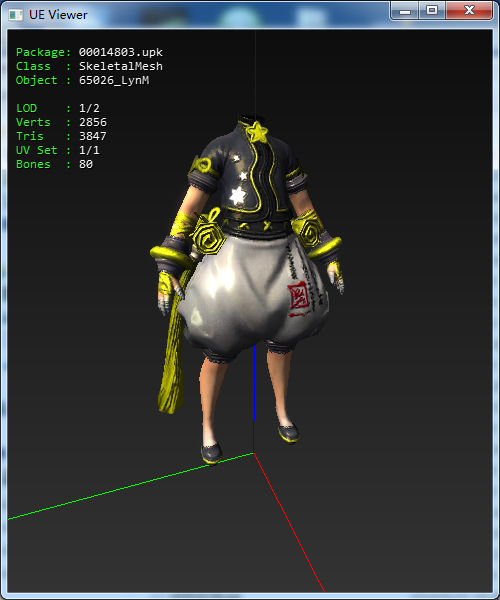 UE Viewer
Package: 00014803.upk
Class : SkeletalMesh
Object : 65026_LynM
LOD : 1/2
Verts : 2856
Tris : 3847
UV Set : 1/1
Bones : 80